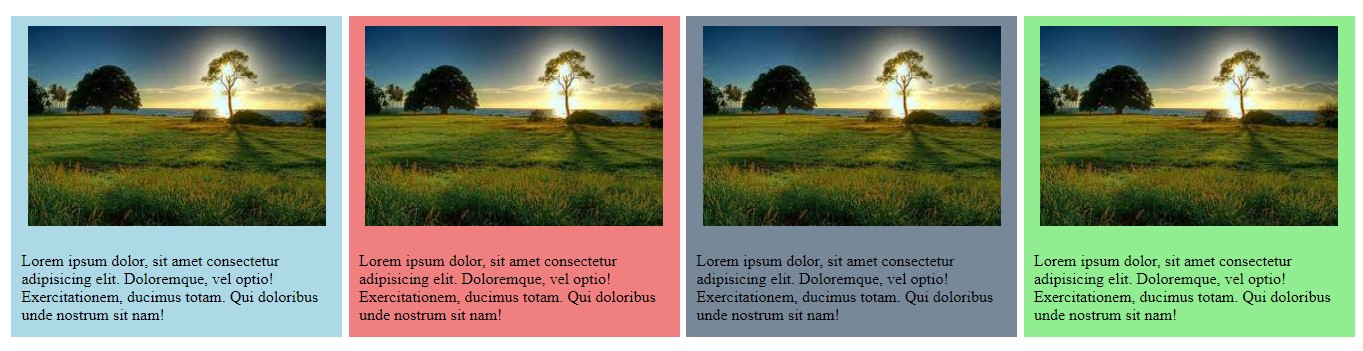 Lorem ipsum dolor, sit amet consectetur
adipisicing elit. Doloremque, vel optio!
Exercitationem, ducimus totam. Qui doloribus
unde nostrum sit nam!
Lorem ipsum dolor, sit amet consectetur
adipisicing elit. Doloremque, vel optio!
Exercitationem, ducimus totam. Qui doloribus
unde nostrum sit nam!
Lorem ipsum dolor, sit amet consectetur
adipisicing elit. Doloremque, vel optio!
Exercitationem, ducimus totam. Qui doloribus
unde nostrum sit nam!
Lorem ipsum dolor, sit amet consectetur
adipisicing elit. Doloremque, vel optio!
Exercitationem, ducimus totam. Qui doloribus
unde nostrum sit nam!